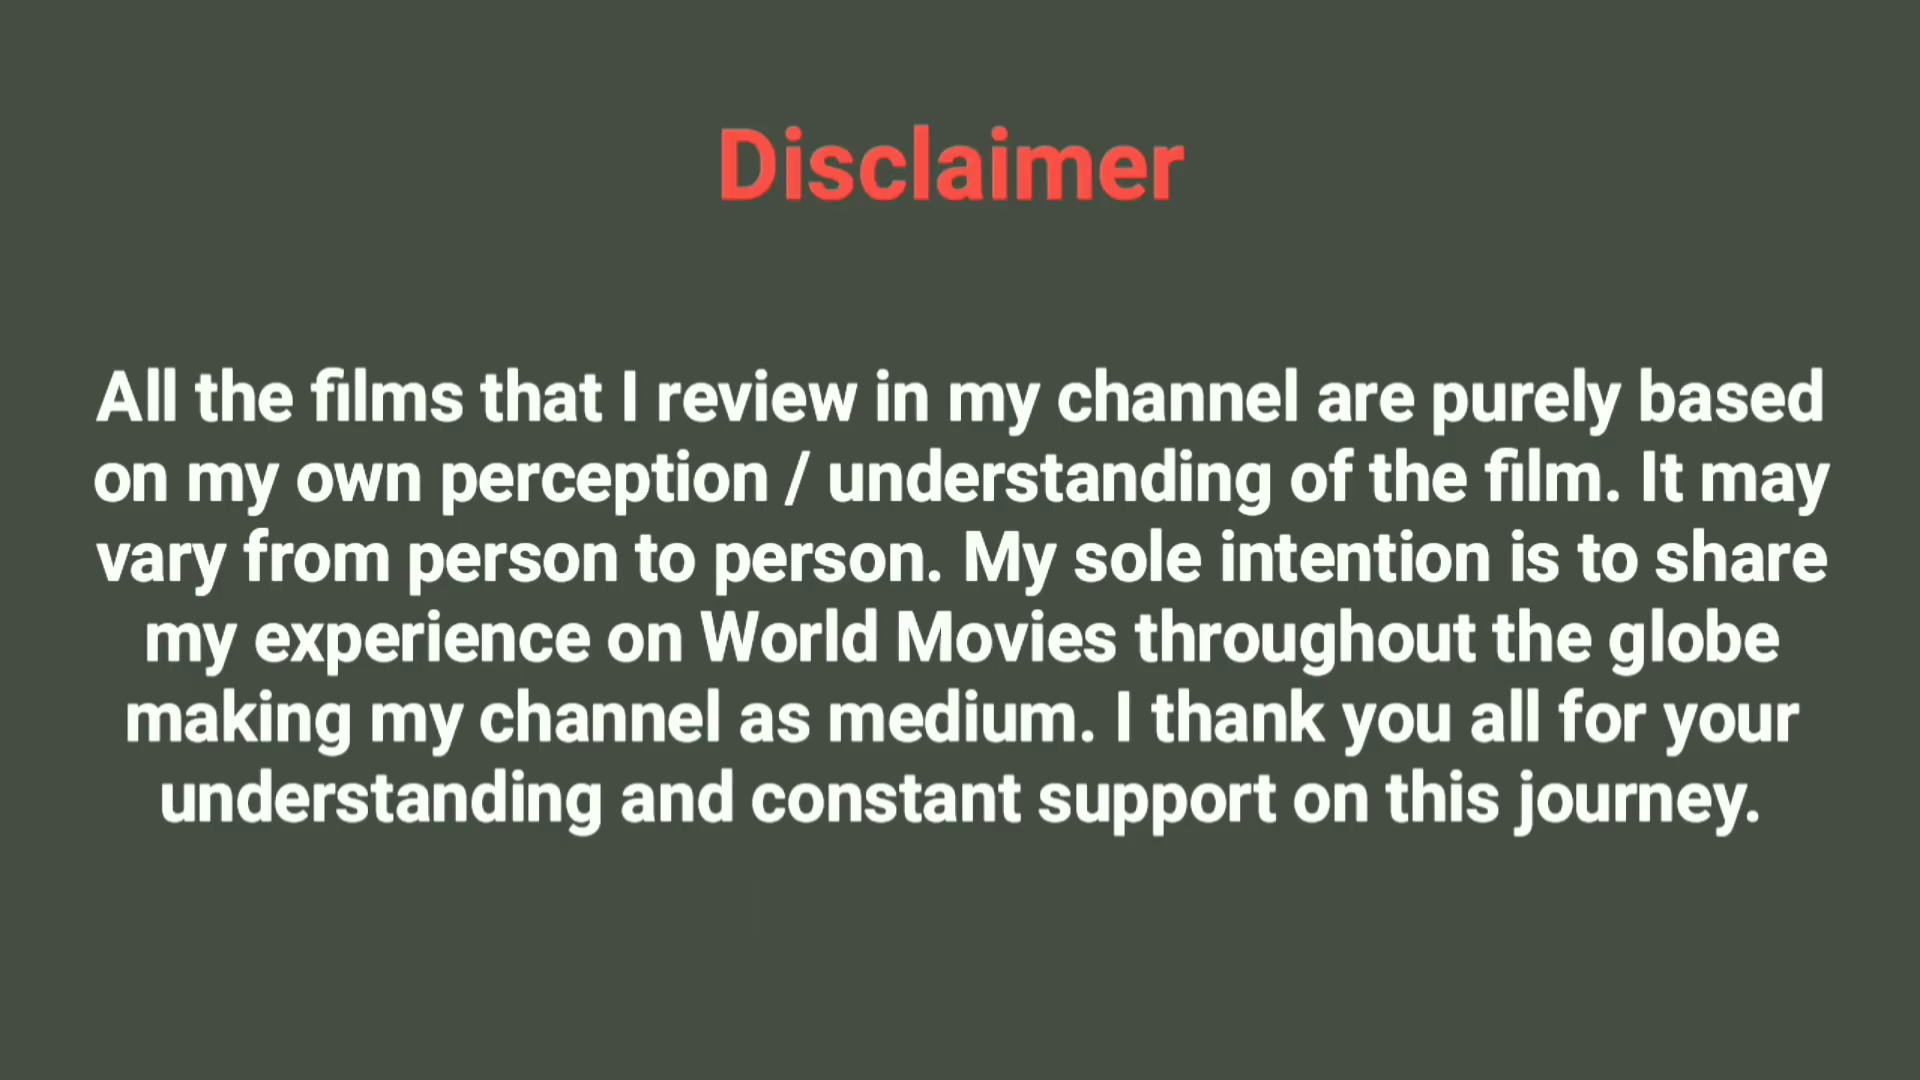 Disclaimer
All the films that I review in my channel are purely based
on my own perception / understanding of the film. It may
vary from person to person. My sole intention is to share
my experience on World Movies throughout the globe
making my channel as medium. I thank you all for your
understanding and constant support on this journey.